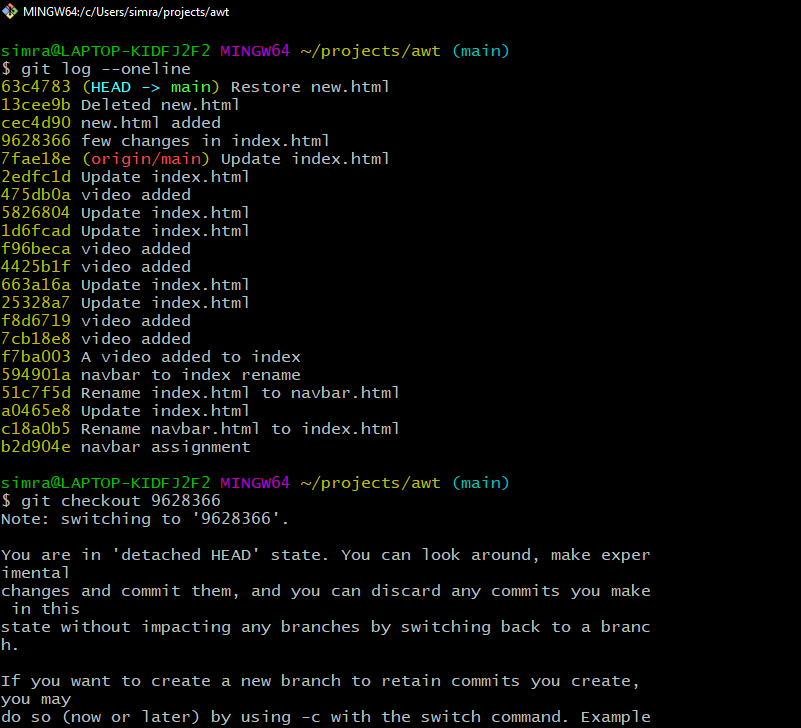 MINGW64:/c/Users/simra/projects/awt
simra@LAPTOP-KIDFJ2F2 MINGW64 ~/projects/awt (main)
$ git log --oneline
63c4783 (HEAD -> main) Restore new.html
13cee9b Deleted new.html
cec4d90 new.html added
9628366 few changes in index.html
7fae18e (origin/main) Update index.html
2edfc1d Update index.html
475db0a video added
5826804 Update index.html
1d6fcad Update index.html
f96beca video added
4425b1f video added
663a16a Update index.html
25328a7 Update index.html
f8d6719 video added
7cb18e8 video added
f7ba003 A video added to index
594901a navbar to index rename
51c7f5d Rename index.html to navbar.html
a0465e8 Update index.html
c18a0b5 Rename navbar.html to index.html
b2d904e navbar assignment
simra@LAPTOP-KIDFJ2F2 MINGW64 ~/projects/awt (main)
$ git checkout 9628366
Note: switching to '9628366'.
You are in 'detached HEAD' state. You can look around, make exper
imental
changes and commit them, and you can discard any commits you make
 in this
state without impacting any branches by switching back to a branc
h.
If you want to create a new branch to retain commits you create,
you may
do so (now or later) by using -c with the switch command. Example